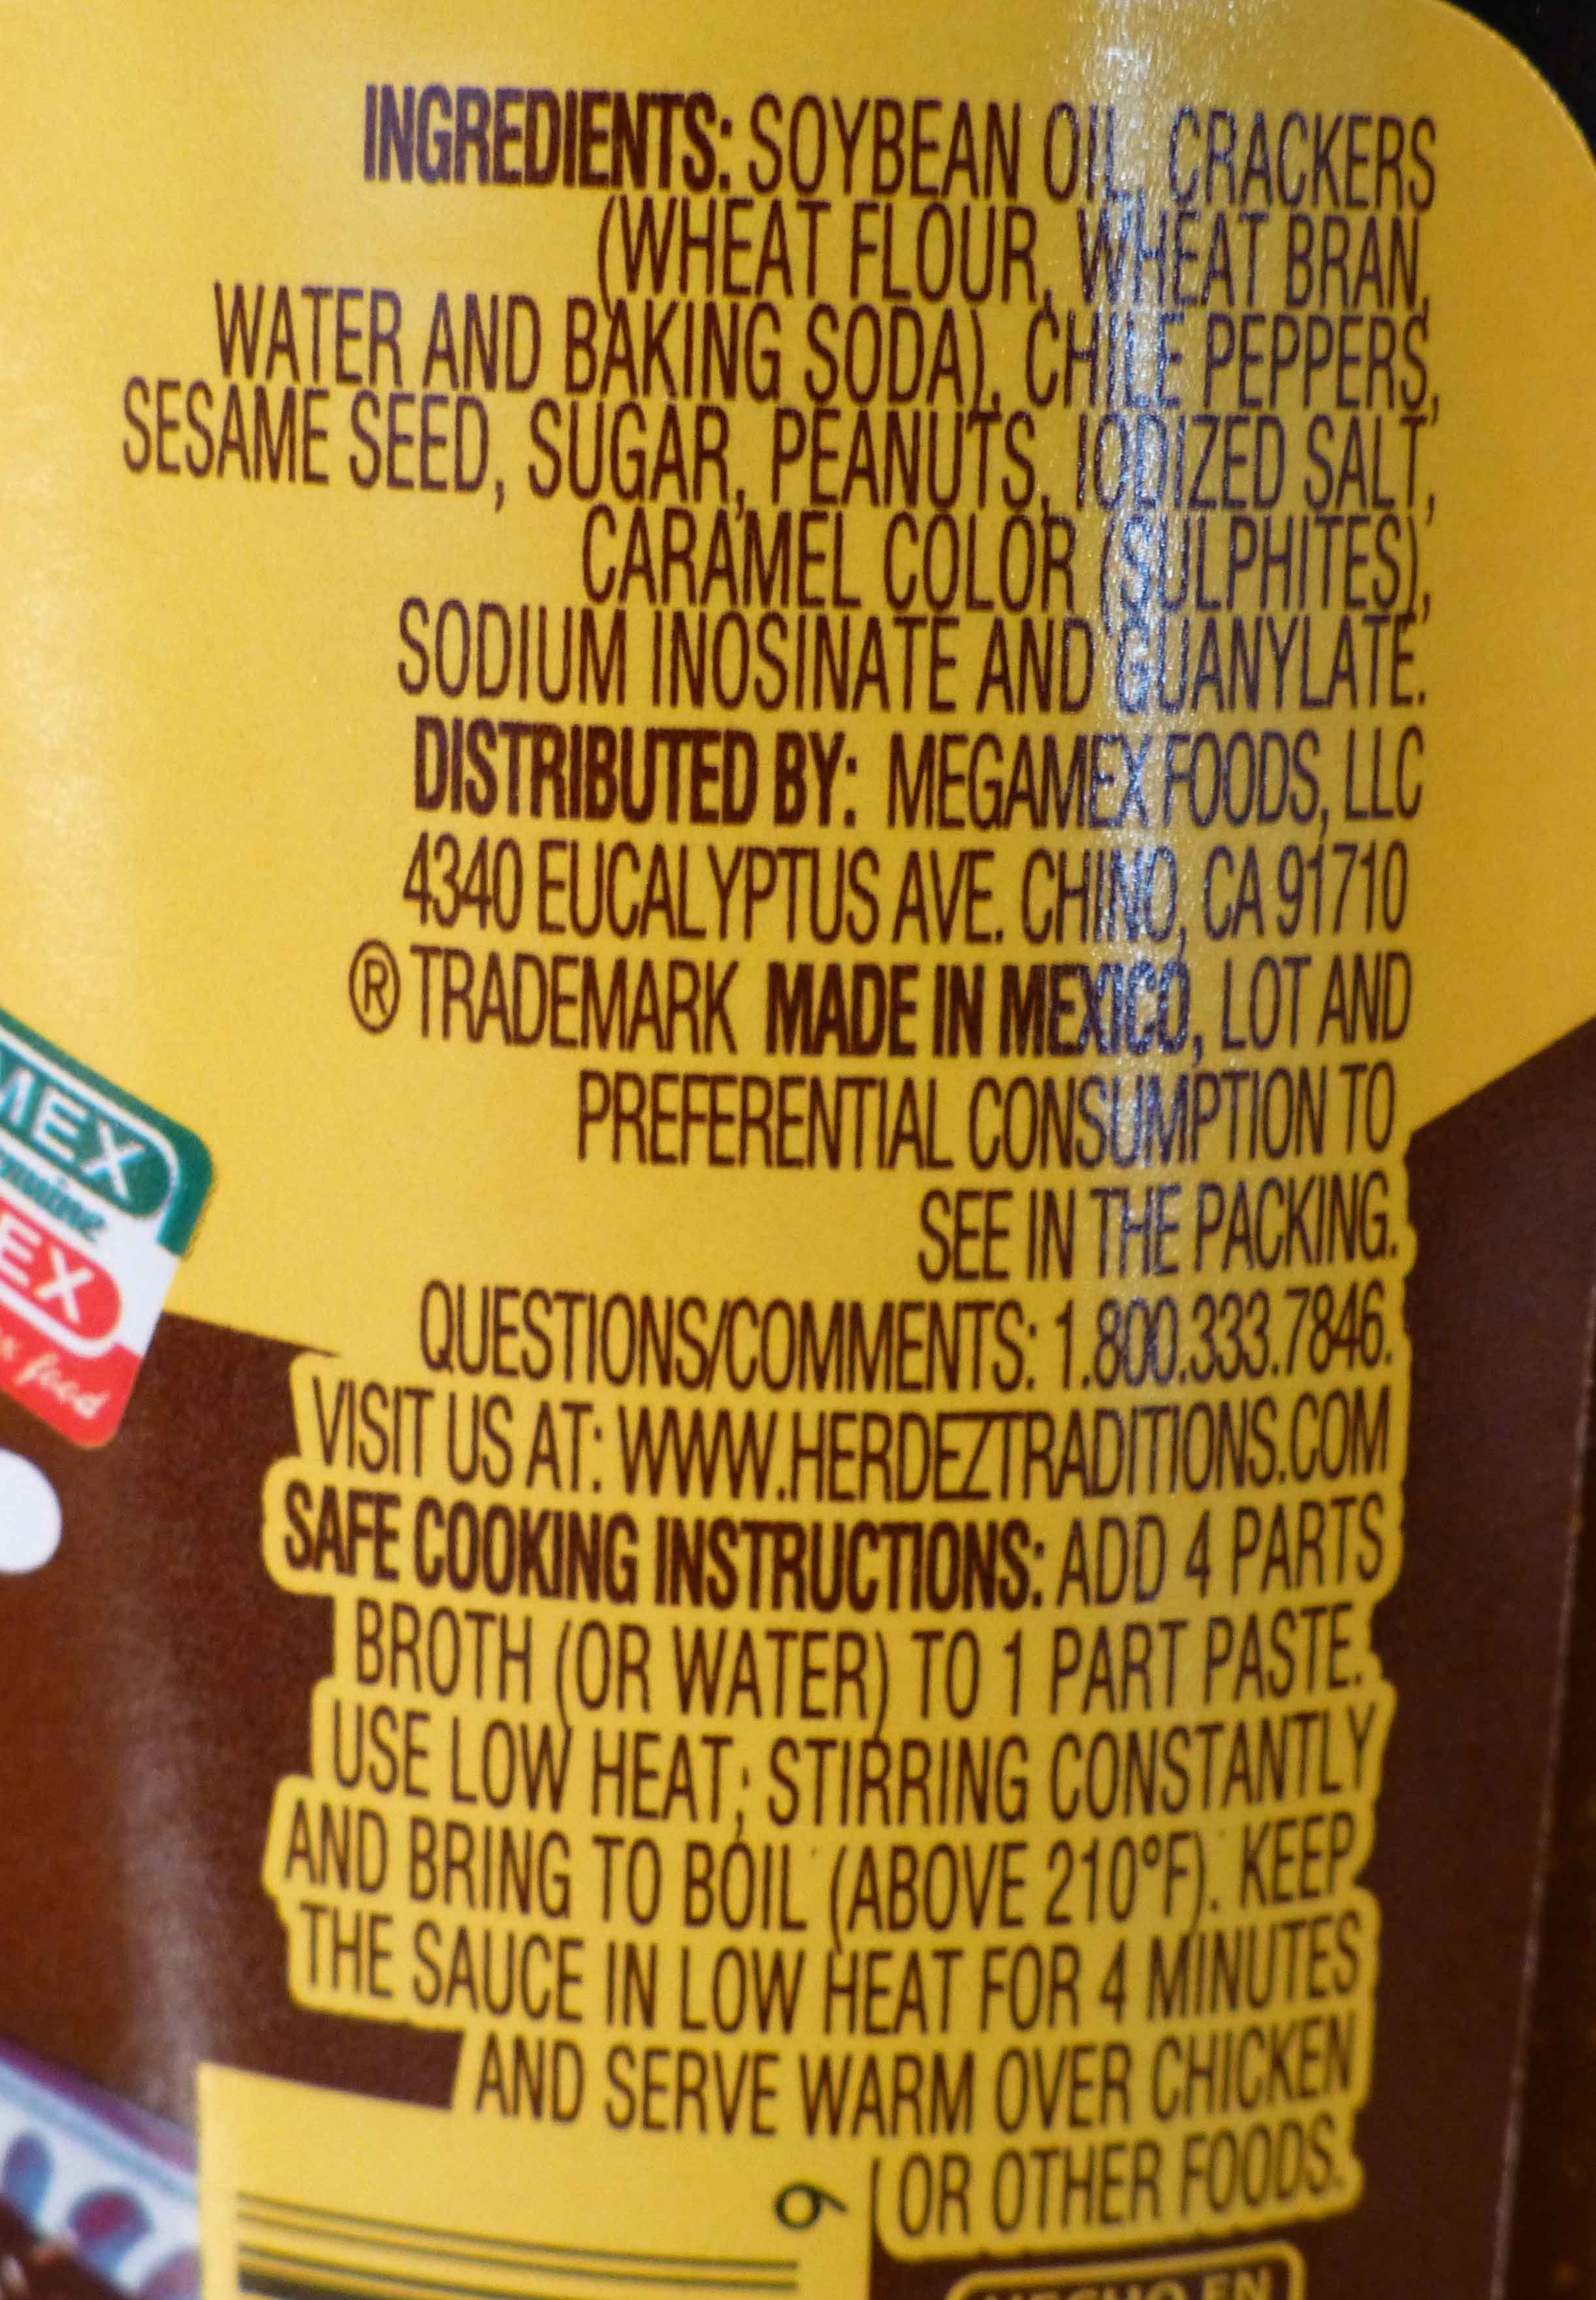 INGREDIENTS: SOYBEAN OIL, CRACKERS
(WHEAT FLOUR, WHEAT BRAN,
WATER AND BAKING SODA), CHILE PEPPERS,
SESAME SEED, SUGAR, PEANUTS, IODIZED SALT,
CARAMEL COLOR (SULPHITES),
SODIUM INOSINATE AND GUANYLATE.
DISTRIBUTED BY: MEGAMEX FOODS, LLC
4340 EUCALYPTUS AVE. CHINO, CA 91710
® TRADEMARK MADE IN MEXICO, LOT AND
PREFERENTIAL CONSUMPTION TO
SEE IN THE PACKING.
QUESTIONS/COMMENTS: 1.800.333.7846.
VISIT US AT: WWW.HERDEZTRADITIONS.COM
SAFE COOKING INSTRUCTIONS: ADD 4 PARTS
BROTH (OR WATER) TO 1 PART PASTE.
USE LOW HEAT; STIRRING CONSTANTLY
AND BRING TO BOIL (ABOVE 210°F). KEEP
THE SAUCE IN LOW HEAT FOR 4 MINUTES
AND SERVE WARM OVER CHICKEN
OR OTHER FOODS.
MEX
EX
food
6
HECHO EN